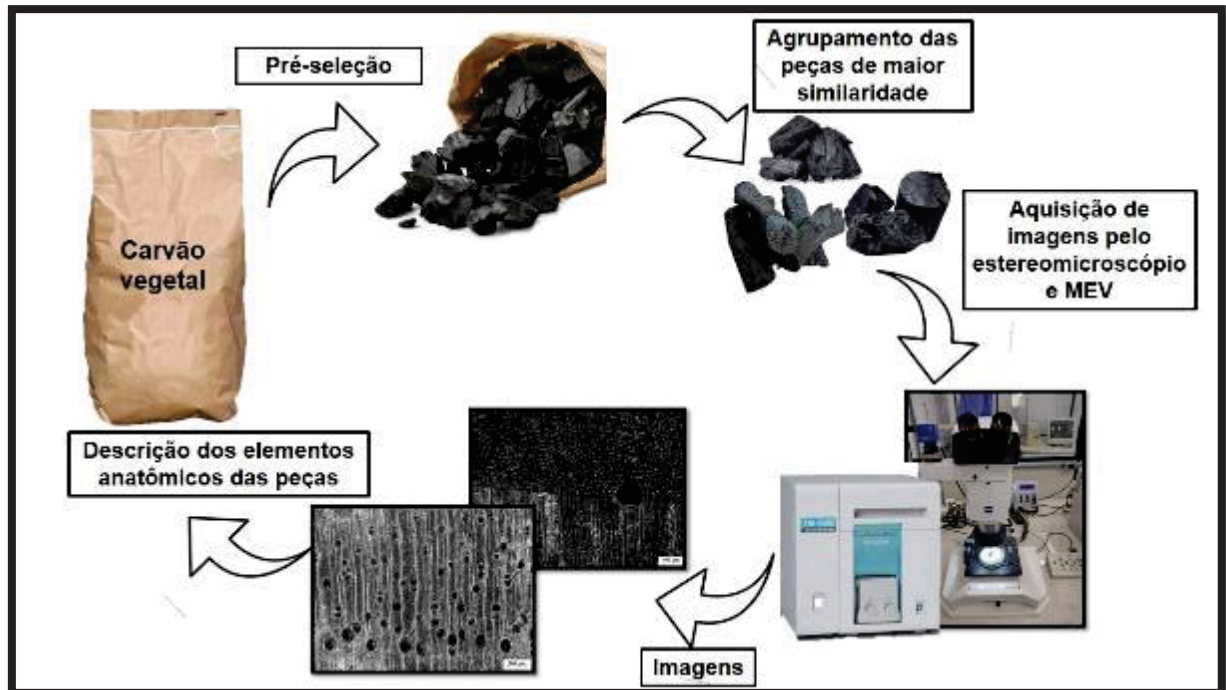 Pré-seleção
Agrupamento das
peças de maior
similaridade
Carvão
vegetal
Aquisição de
imagens pelo
estereomicroscópio
e MEV
Descrição dos elementos
anatômicos das peças
Imagens